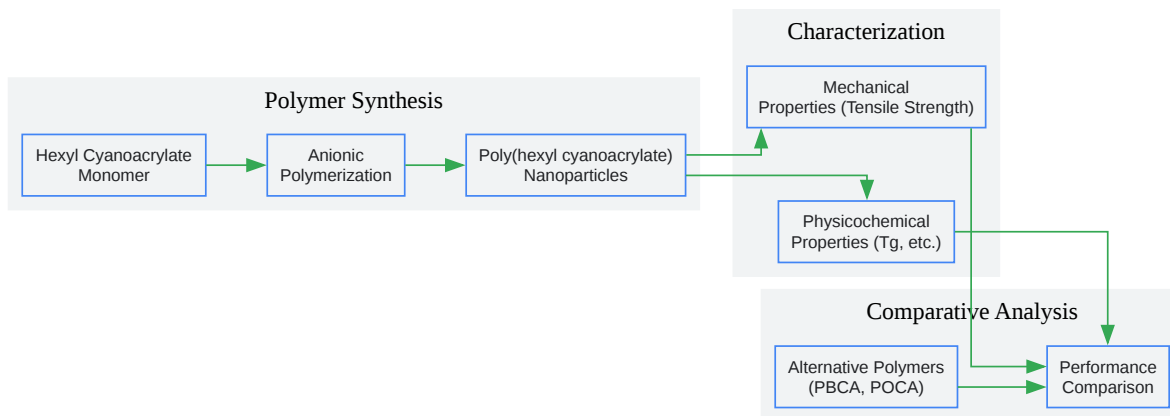 Characterization
Mechanical
Properties (Tensile Strength)
Polymer Synthesis
Hexyl Cyanoacrylate
Monomer
Anionic
Polymerization
Poly(hexyl cyanoacrylate)
Nanoparticles
Physicochemical
Properties (Tg, etc.)
Comparative Analysis
Alternative Polymers
(PBCA, POCA)
Performance
Comparison